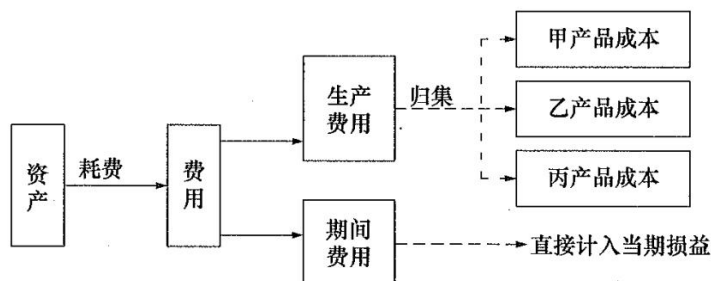 资产
耗费
费用
生产
费用
归集
甲产品成本
乙产品成本
丙产品成本
期间
费用
直接计入当期损益